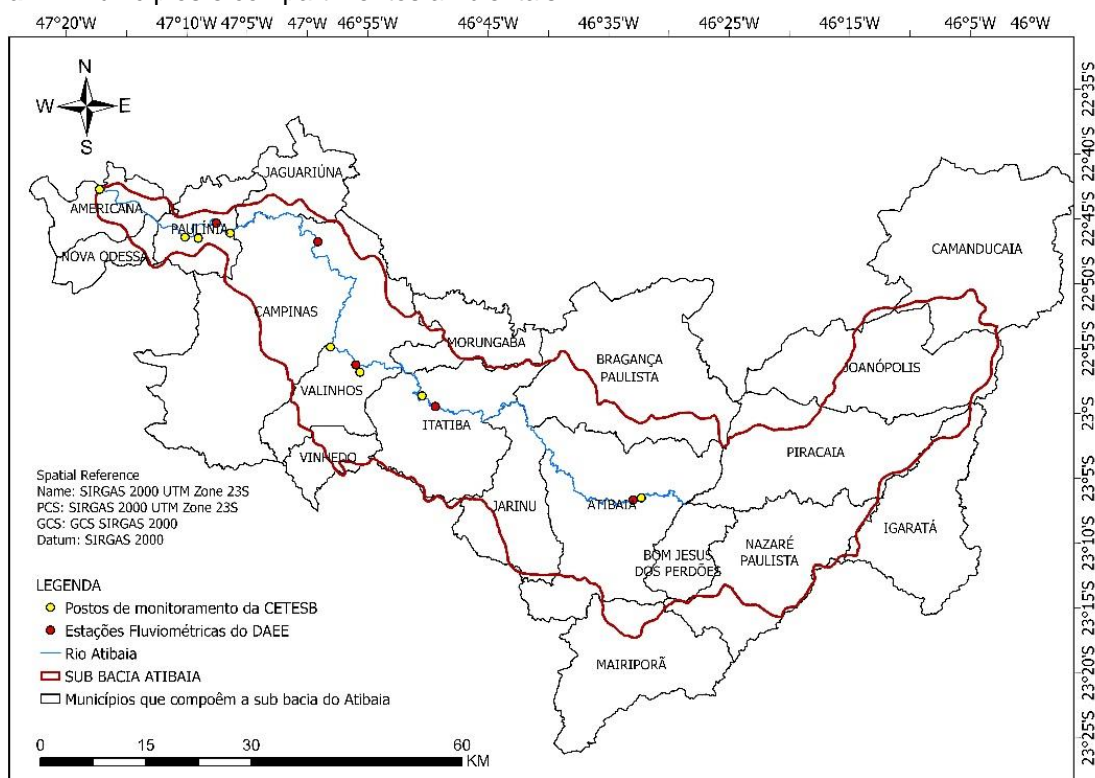 47°20'W 47°10'W 47°5'W 46°55'W 46°45'W 46°35'W 46°25'W 46°15'W 46°5'W 46°W
N
W E
S
22°35'S
22°40'S
22°45'S
22°50'S
22°55'S
23°S
23°5'S
23°10'S
23°15'S
23°20'S
23°25'S
JAGUARIÚNA
AMERICANA
PAULÍNIA
NOVA ODESSA
CAMANDUCAIA
CAMPINAS
MORUNGABA
BRAGANÇA
PAULISTA
JOANÓPOLIS
VALINHOS
ITATIBA
VINHEDO
PIRACAIA
JARINU
ATIBAIA
IGARATÁ
BOM JESUS
DOS PERDÕES
NAZARÉ
PAULISTA
MAIRIPORÃ
Spatial Reference
Name: SIRGAS 2000 UTM Zone 23S
PCS: SIRGAS 2000 UTM Zone 23S
GCS: GCS SIRGAS 2000
Datum: SIRGAS 2000
LEGENDA
Postos de monitoramento da CETESB
Estações Fluviométricas do DAEE
Rio Atibaia
SUB BACIA ATIBAIA
Municípios que compoêm a sub bacia do Atibaia
0 15 30 60
KM